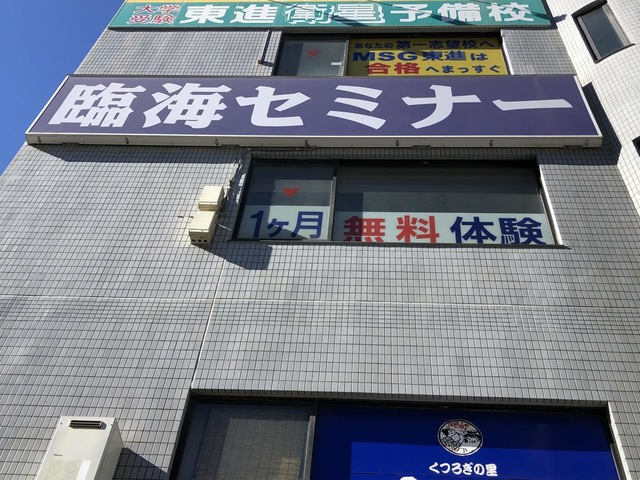 大学受験 東進衛星予備校
あなたの第一志望校へ
MSG東進は
合格へまっすぐ
臨海セミナー
1ヶ月 無料 体験
くつろぎの里